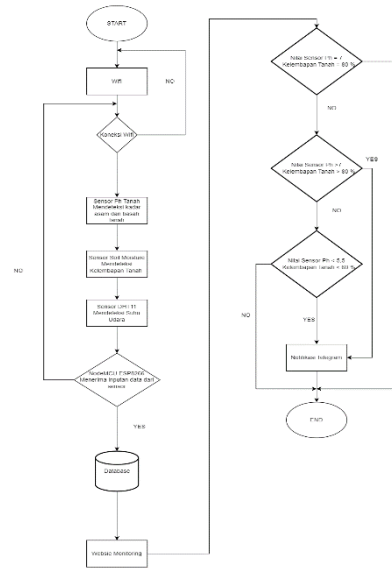 START
Wifi
NO
Koneksi Wifi
Sensor Ph Tanah
Mendeteksi kadar
asam dan basah
tanah
Sensor Soil Moisture
Mendeteksi
Kelembapan Tanah
Sensor DHT11
Mendeteksi Suhu
Udara
NO
NodeMCU ESP8266
Menerima inputan data dari
sensor
YES
Database
Website Monitoring
Nilai Sensor Ph = 7
Kelembapan Tanah = 80 %
NO
Nilai Sensor Ph >7
Kelembapan Tanah > 80 %
YES
NO
Nilai Sensor Ph < 5,5
Kelembapan Tanah < 60 %
NO
YES
Notifikasi telegram
END